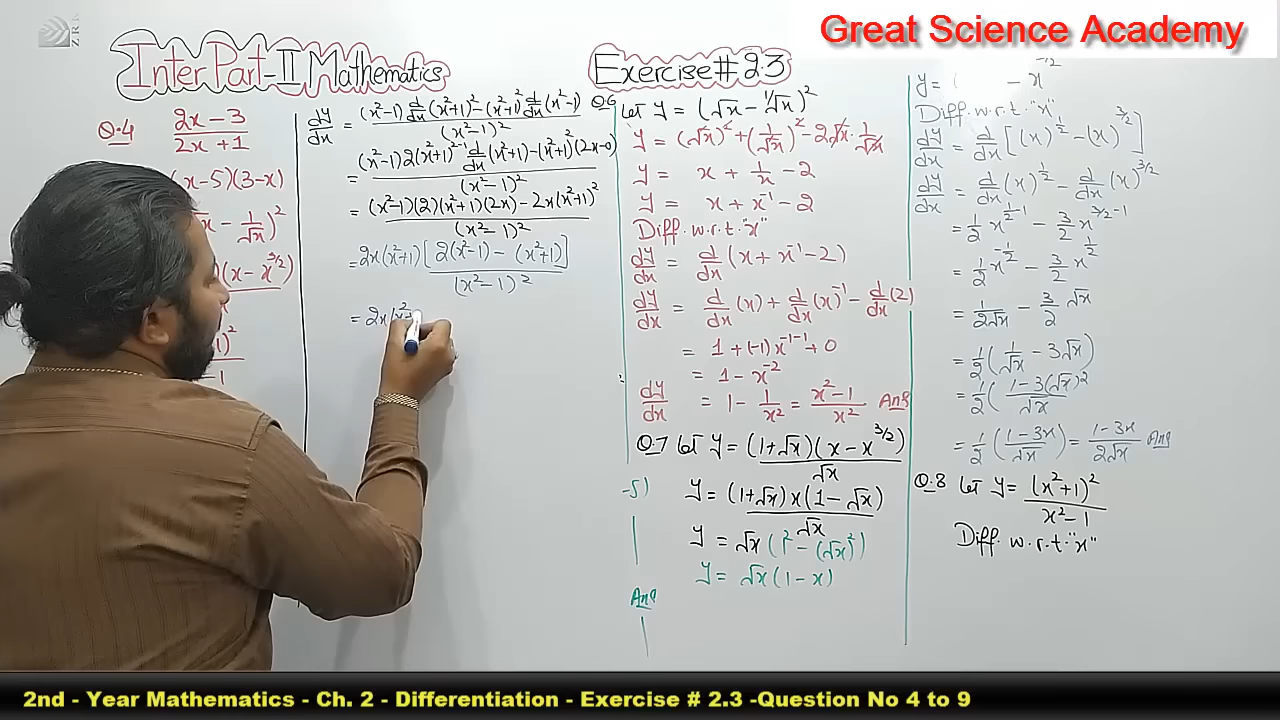 Great Science Academy
Inter Part-II Mathematics
Exercise # 2.3
Q.4 (2x-3)/(2x+1)
(x-5)(3-x)
- 1/√x)²
(x - x^3/2)
dy/dx = ((x²-1) d/dx (x²+1)² - (x²+1)² d/dx (x²-1))/(x²-1)²
= ((x²-1) 2(x²+1)^2-1 d/dx (x²+1) - (x²+1)² (2x-0))/(x²-1)²
= ((x²-1)(2)(x²+1)(2x) - 2x(x²+1)²)/(x²-1)²
= 2x(x²+1)[2(x²-1) - (x²+1)]/(x²-1)²
= 2x(x²
Q.6 let y = (√x - 1/√x)²
y = (√x)² + (1/√x)² - 2√x · 1/√x
y = x + 1/x - 2
y = x + x^-1 - 2
Diff. w.r.t. "x"
dy/dx = d/dx (x + x^-1 - 2)
dy/dx = d/dx (x) + d/dx (x)^-1 - d/dx (2)
= 1 + (-1)x^-1-1 + 0
= 1 - x^-2
dy/dx = 1 - 1/x² = (x²-1)/x² Ans
Q.7 let y = (1+√x)(x - x^3/2)/√x
y = (1+√x) x (1-√x)/√x
y = √x (1² - (√x)²)
y = √x (1-x)
-5)
Ans
y = ( - x^
Diff. w.r.t. "x"
dy/dx = d/dx [(x)^1/2 - (x)^3/2]
dy/dx = d/dx (x)^1/2 - d/dx (x)^3/2
= 1/2 x^1/2-1 - 3/2 x^3/2-1
= 1/2 x^-1/2 - 3/2 x^1/2
= 1/2√x - 3/2 √x
= 1/2 (1/√x - 3√x)
= 1/2 (1-3(√x)²/√x
= 1/2 ((1-3x)/√x) = (1-3x)/2√x Ans
Q.8 let y = (x²+1)²/(x²-1)
Diff. w.r.t. "x"
2nd - Year Mathematics - Ch. 2 - Differentiation - Exercise # 2.3 -Question No 4 to 9